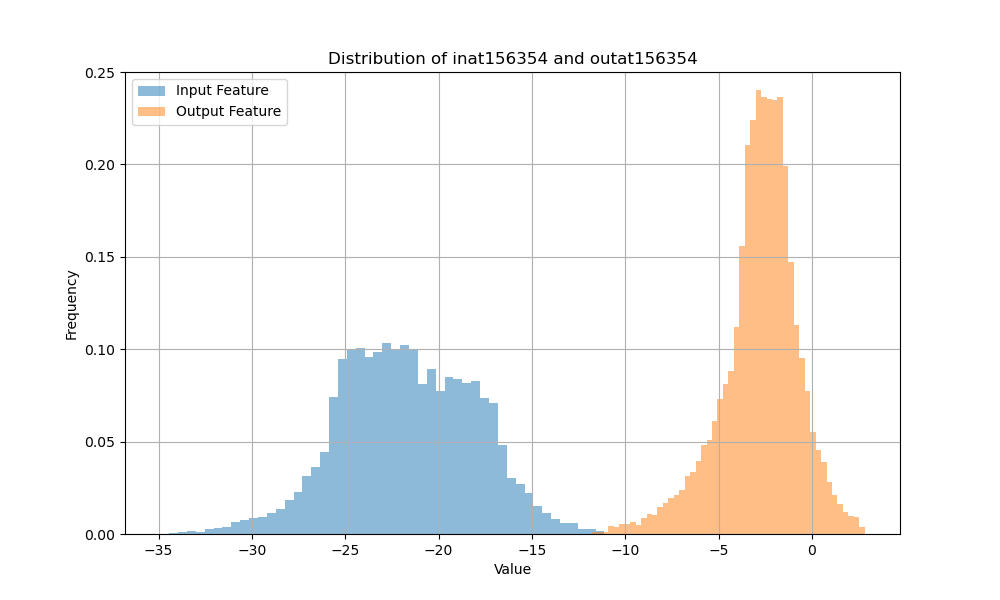 Distribution of inat156354 and outat156354
Input Feature
Output Feature
Frequency
0.25
0.20
0.15
0.10
0.05
0.00
−35 −30 −25 −20 −15 −10 −5 0
Value